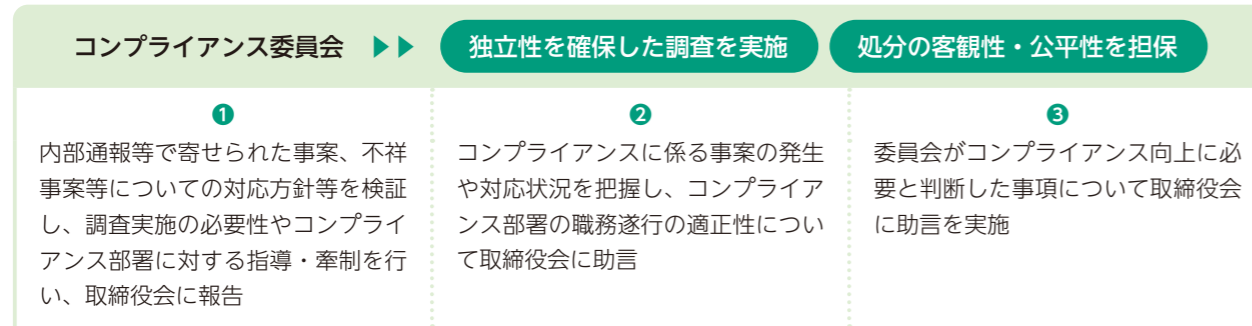 コンプライアンス委員会 ▶▶ 独立性を確保した調査を実施 処分の客観性・公平性を担保
❶
内部通報等で寄せられた事案、不祥
事案等についての対応方針等を検証
し、調査実施の必要性やコンプライ
アンス部署に対する指導・牽制を行
い、取締役会に報告
❷
コンプライアンスに係る事案の発生
や対応状況を把握し、コンプライア
ンス部署の職務遂行の適正性につい
て取締役会に助言
❸
委員会がコンプライアンス向上に必
要と判断した事項について取締役会
に助言を実施